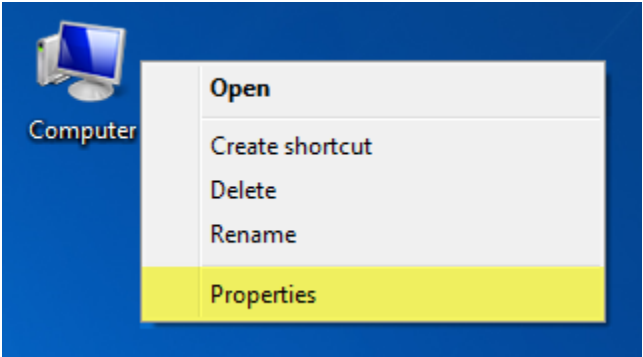 Computer
Open
Create shortcut
Delete
Rename
Properties